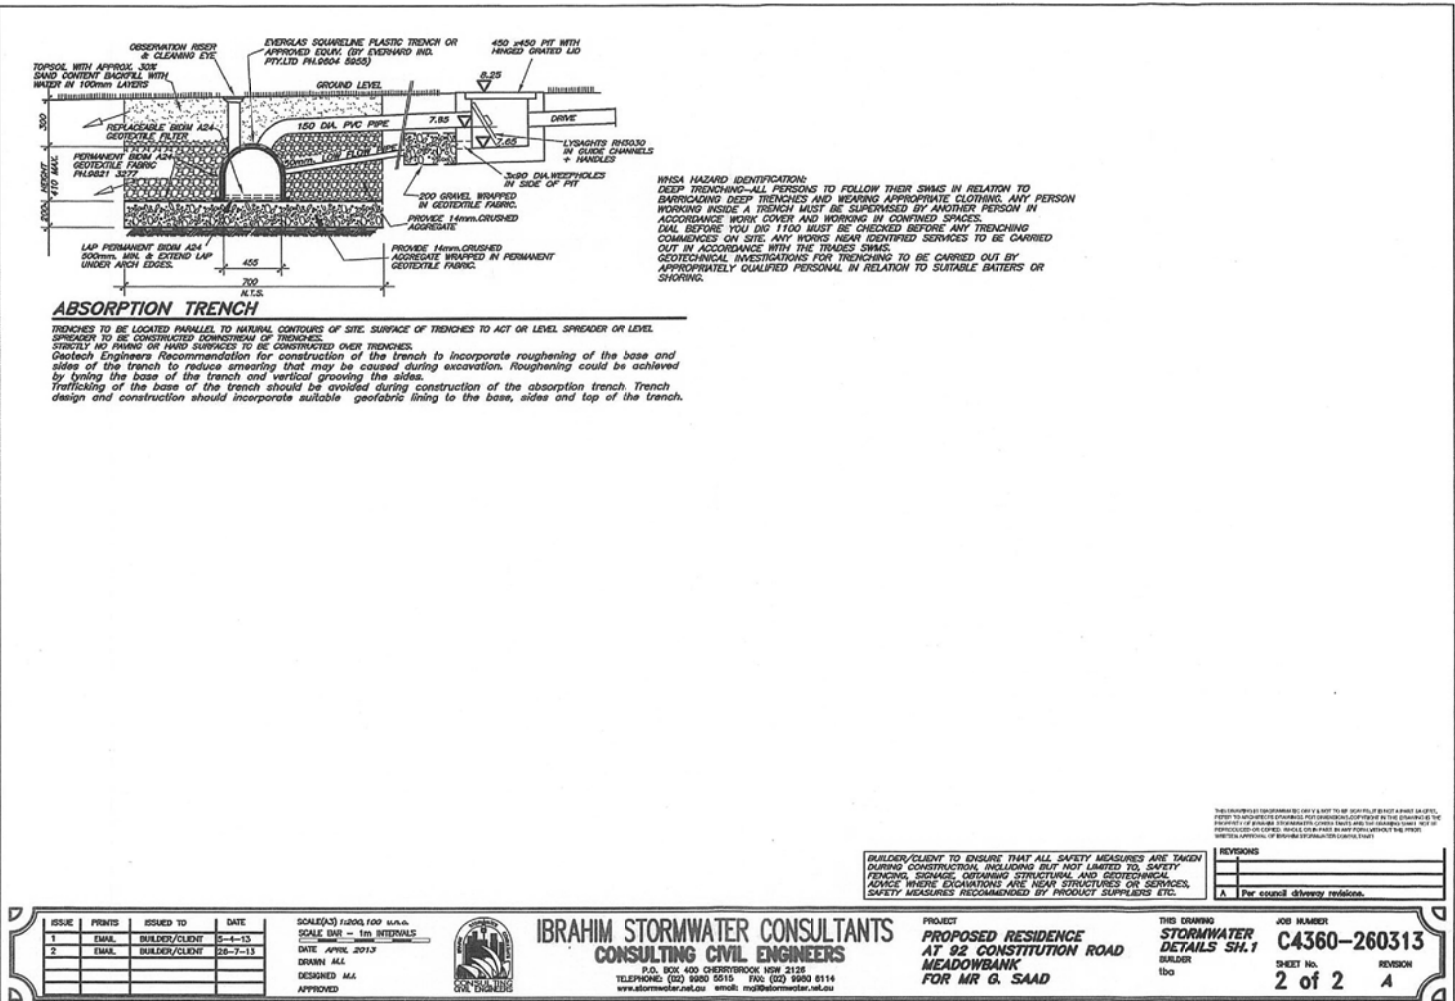 OBSERVATION RISER
& CLEANING EYE
EVERGLAS SQUARELINE PLASTIC TRENCH OR
APPROVED EQUIV. (BY EVERHARD IND.
PTY.LTD PH.9604 5955)
450 x450 PIT WITH
HINGED GRATED LID
TOPSOIL WITH APPROX. 30%
SAND CONTENT BACKFILL WITH
WATER IN 100mm LAYERS
GROUND LEVEL
8.25
300
REPLACEABLE BIDIM A24
GEOTEXTILE FILTER
150 DIA. PVC PIPE
7.85
DRIVE
7.65
LYSAGHTS RH3030
IN GUIDE CHANNELS
+ HANDLES
PERMANENT BIDIM A24
GEOTEXTILE FABRIC
PH.9821 3277
LOW FLOW PIPE
3x90 DIA.WEEPHOLES
IN SIDE OF PIT
HEIGHT
410 MAX.
200
200 GRAVEL WRAPPED
IN GEOTEXTILE FABRIC.
PROVIDE 14mm.CRUSHED
AGGREGATE
LAP PERMANENT BIDIM A24
500mm. MIN. & EXTEND LAP
UNDER ARCH EDGES.
PROVIDE 14mm.CRUSHED
AGGREGATE WRAPPED IN PERMANENT
GEOTEXTILE FABRIC.
455
700
N.T.S.
ABSORPTION TRENCH
TRENCHES TO BE LOCATED PARALLEL TO NATURAL CONTOURS OF SITE. SURFACE OF TRENCHES TO ACT OR LEVEL SPREADER OR LEVEL
SPREADER TO BE CONSTRUCTED DOWNSTREAM OF TRENCHES.
STRICTLY NO PAVING OR HARD SURFACES TO BE CONSTRUCTED OVER TRENCHES.
Geotech Engineers Recommendation for construction of the trench to incorporate roughening of the base and
sides of the trench to reduce smearing that may be caused during excavation. Roughening could be achieved
by tyning the base of the trench and vertical grooving the sides.
Trafficking of the base of the trench should be avoided during construction of the absorption trench. Trench
design and construction should incorporate suitable geofabric lining to the base, sides and top of the trench.
WHSA HAZARD IDENTIFICATION:
DEEP TRENCHING-ALL PERSONS TO FOLLOW THEIR SWMS IN RELATION TO
BARRICADING DEEP TRENCHES AND WEARING APPROPRIATE CLOTHING. ANY PERSON
WORKING INSIDE A TRENCH MUST BE SUPERVISED BY ANOTHER PERSON IN
ACCORDANCE WORK COVER AND WORKING IN CONFINED SPACES.
DIAL BEFORE YOU DIG 1100 MUST BE CHECKED BEFORE ANY TRENCHING
COMMENCES ON SITE. ANY WORKS NEAR IDENTIFIED SERVICES TO BE CARRIED
OUT IN ACCORDANCE WITH THE TRADES SWMS.
GEOTECHNICAL INVESTIGATIONS FOR TRENCHING TO BE CARRIED OUT BY
APPROPRIATELY QUALIFIED PERSONAL IN RELATION TO SUITABLE BATTERS OR
SHORING.
BUILDER/CLIENT TO ENSURE THAT ALL SAFETY MEASURES ARE TAKEN
DURING CONSTRUCTION, INCLUDING BUT NOT LIMITED TO, SAFETY
FENCING, SIGNAGE, OBTAINING STRUCTURAL AND GEOTECHNICAL
ADVICE WHERE EXCAVATIONS ARE NEAR STRUCTURES OR SERVICES,
SAFETY MEASURES RECOMMENDED BY PRODUCT SUPPLIERS ETC.
REVISIONS
A Per council driveway revisions.
ISSUE PRINTS ISSUED TO DATE
1 EMAIL BUILDER/CLIENT 5-4-13
2 EMAIL BUILDER/CLIENT 26-7-13
SCALE(A3) 1:200,100 u.n.o.
SCALE BAR - 1m INTERVALS
DATE APRIL 2013
DRAWN M.I.
DESIGNED M.I.
APPROVED
CONSULTING
CIVIL ENGINEERS
IBRAHIM STORMWATER CONSULTANTS
CONSULTING CIVIL ENGINEERS
P.O. BOX 400 CHERRYBROOK NSW 2126
TELEPHONE: (02) 9980 5515 FAX: (02) 9980 8114
www.stormwater.net.au email: mail@stormwater.net.au
PROJECT
PROPOSED RESIDENCE
AT 92 CONSTITUTION ROAD
MEADOWBANK
FOR MR G. SAAD
THIS DRAWING
STORMWATER
DETAILS SH.1
BUILDER
tba
JOB NUMBER
C4360-260313
SHEET No. REVISION
2 of 2 A